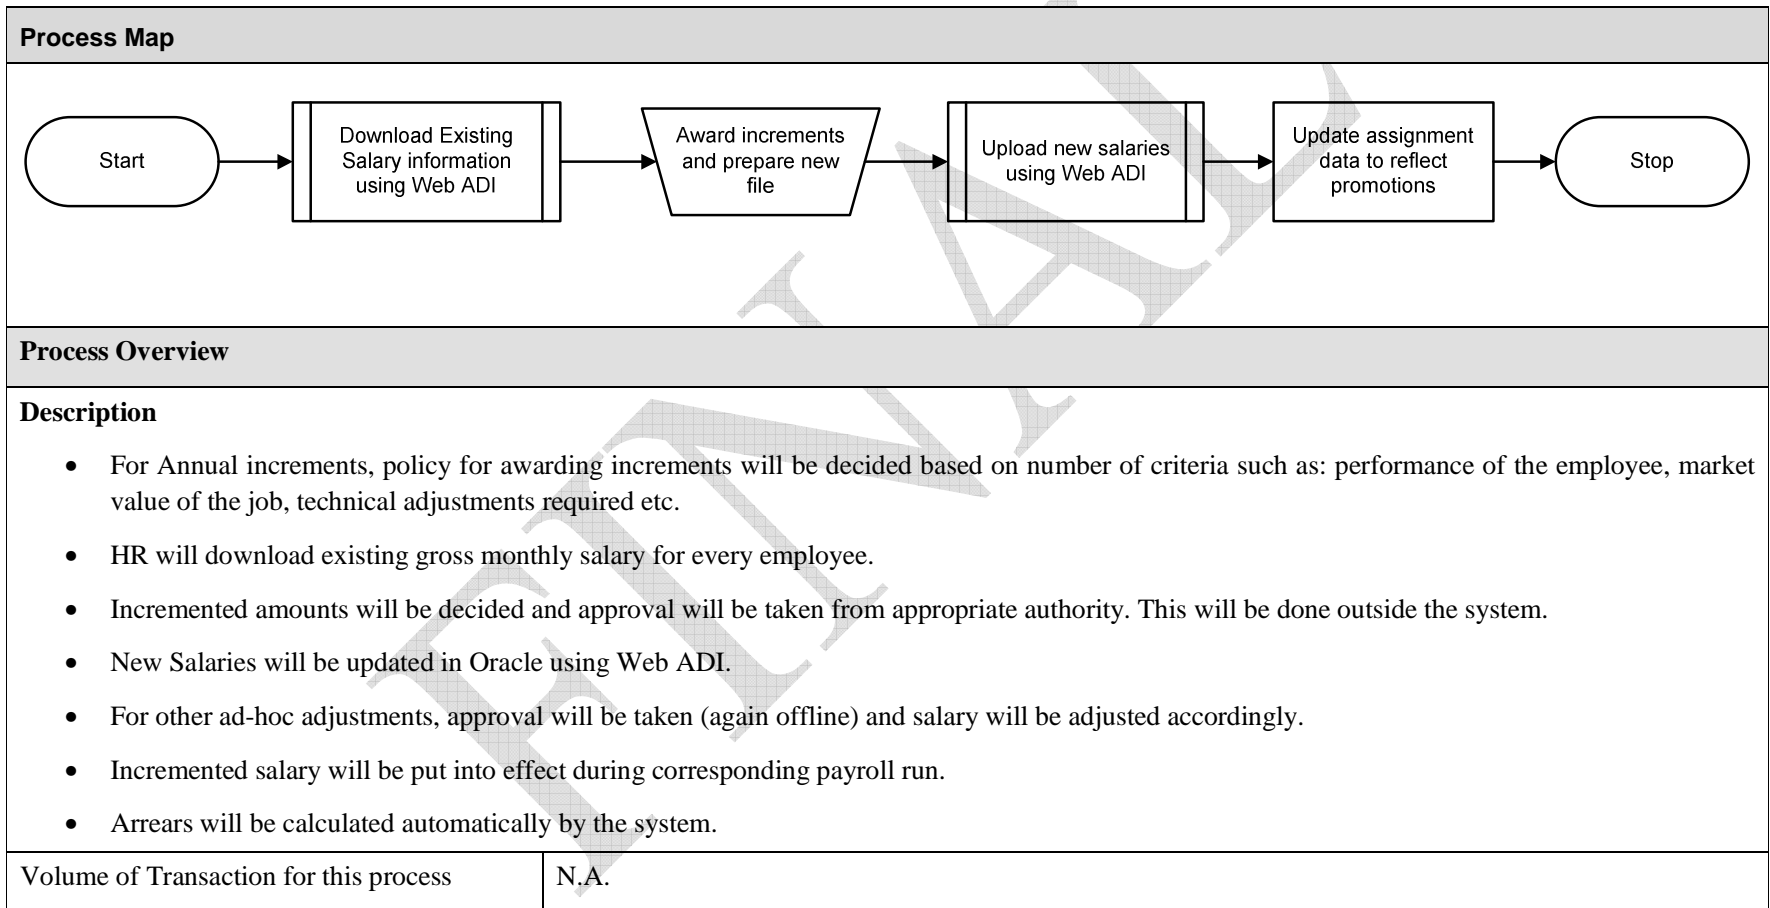 Process Map
Start
Download Existing
Salary information
using Web ADI
Award increments
and prepare new
file
Upload new salaries
using Web ADI
Update assignment
data to reflect
promotions
Stop
Process Overview
Description
• For Annual increments, policy for awarding increments will be decided based on number of criteria such as: performance of the employee, market
value of the job, technical adjustments required etc.
• HR will download existing gross monthly salary for every employee.
• Incremented amounts will be decided and approval will be taken from appropriate authority. This will be done outside the system.
• New Salaries will be updated in Oracle using Web ADI.
• For other ad-hoc adjustments, approval will be taken (again offline) and salary will be adjusted accordingly.
• Incremented salary will be put into effect during corresponding payroll run.
• Arrears will be calculated automatically by the system.
Volume of Transaction for this process
N.A.
FINAL